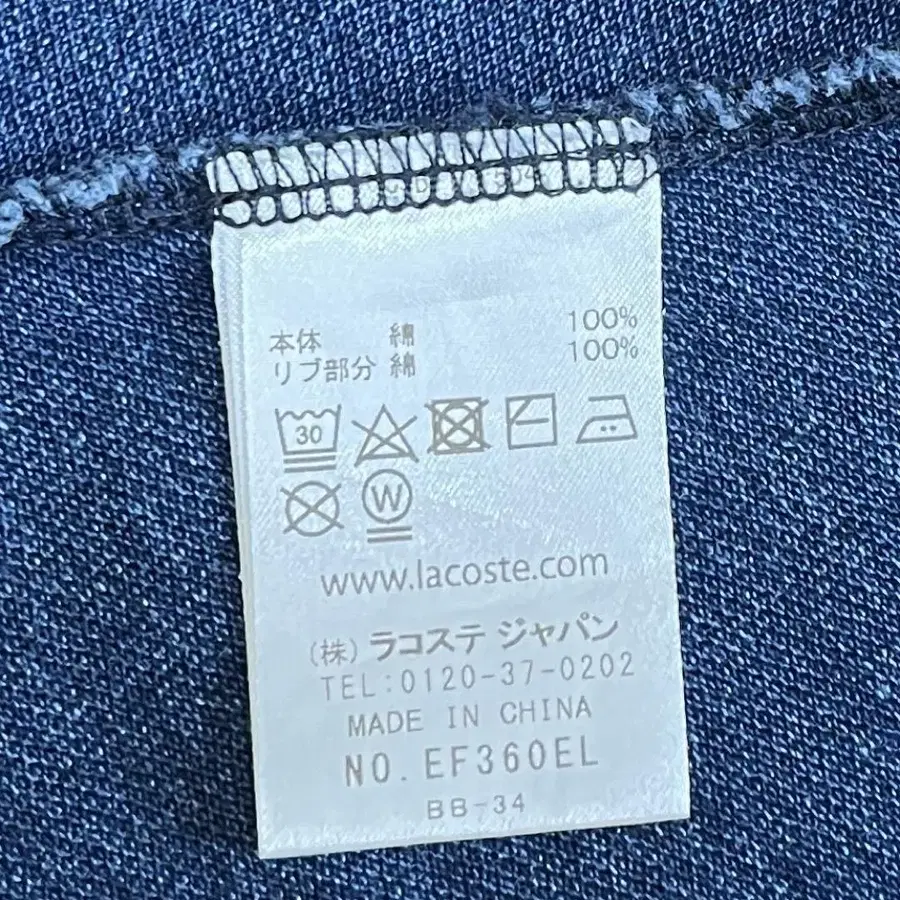 本体 綿 100%
リブ部分 綿 100%
30
W
www.lacoste.com
(株) ラコステ ジャパン
TEL:0120-37-0202
MADE IN CHINA
NO. EF360EL
BB-34